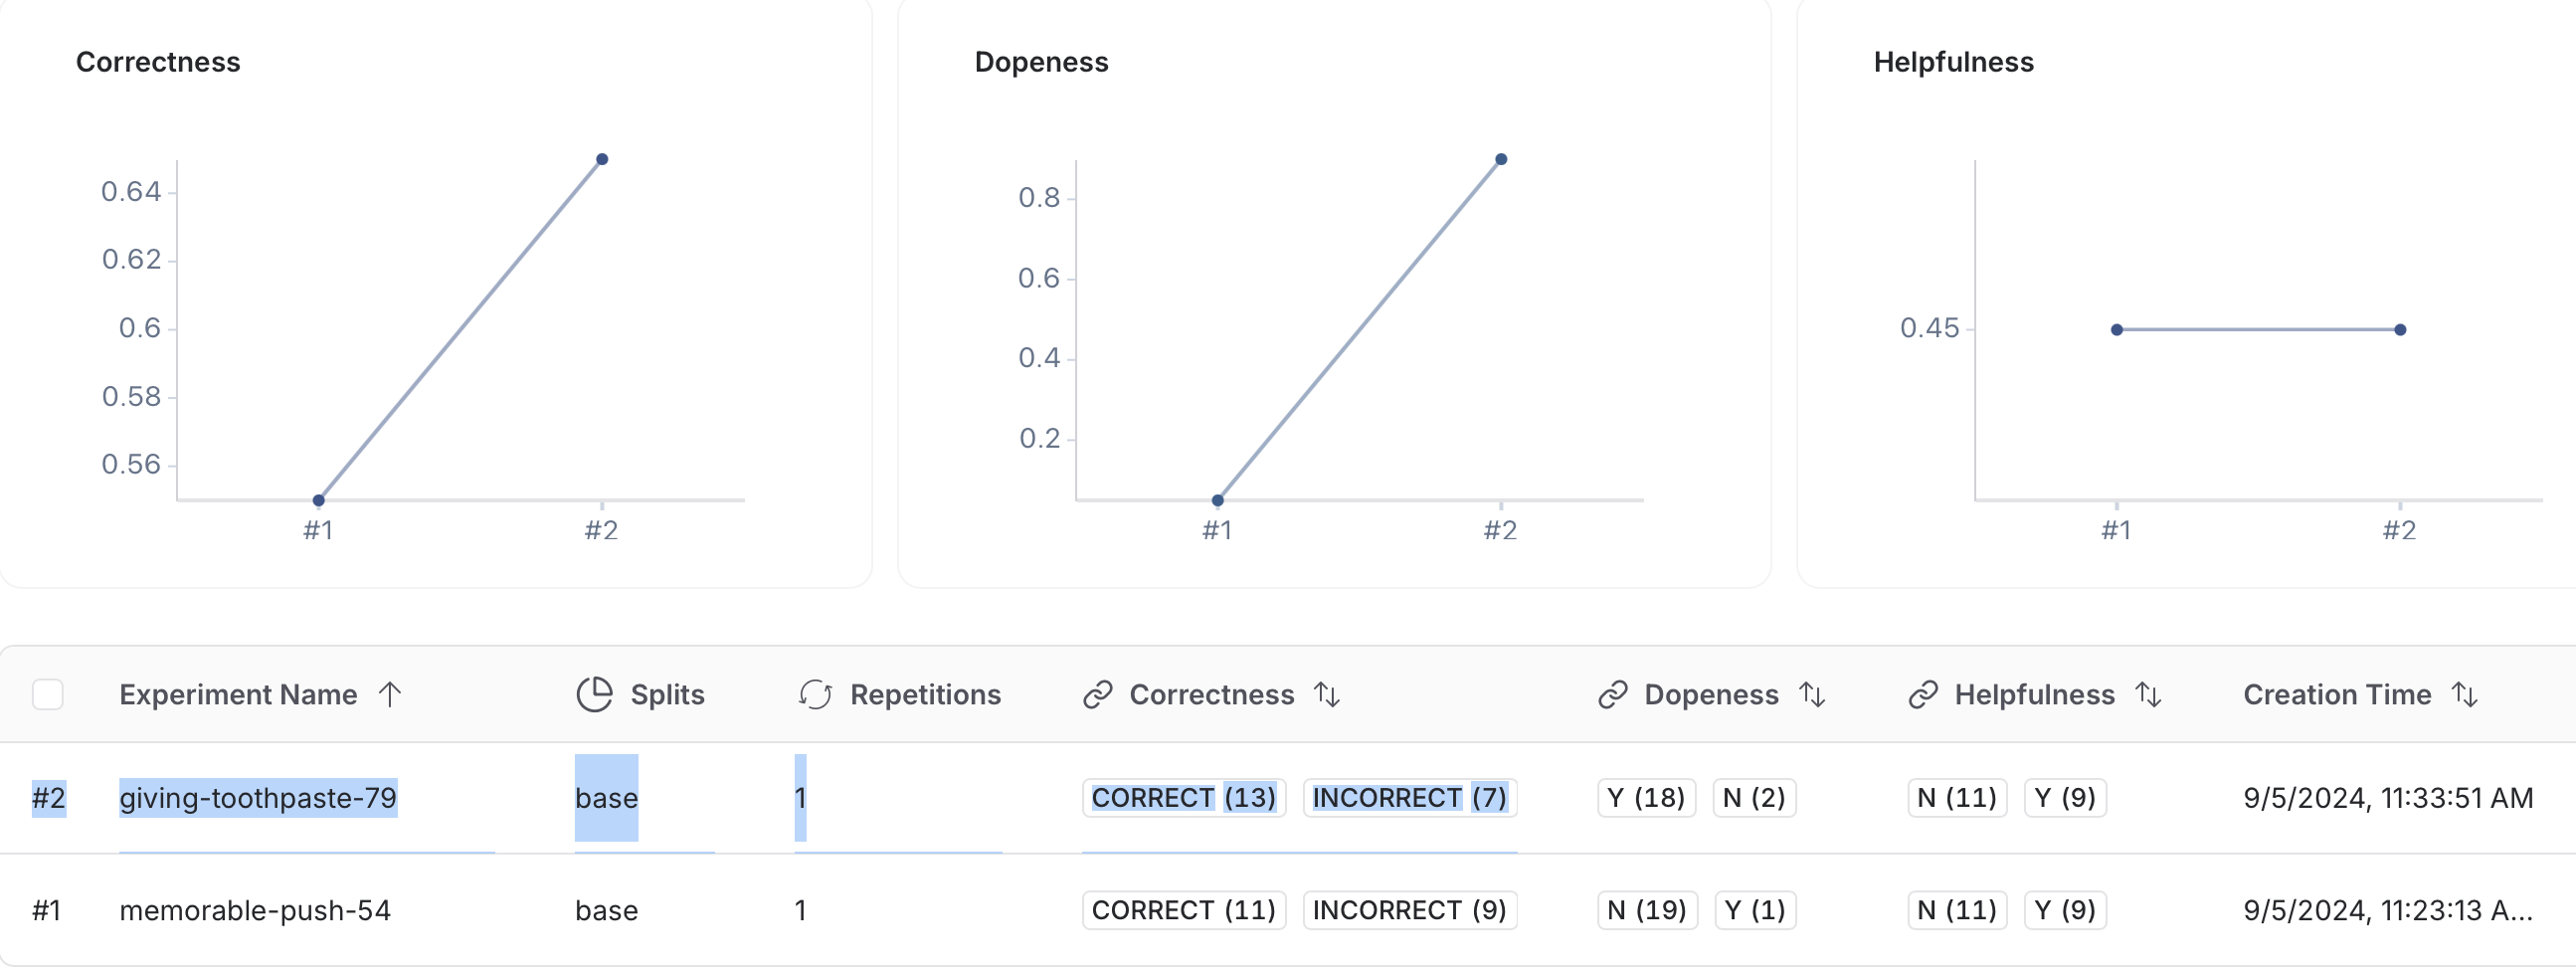 Correctness
0.64
0.62
0.6
0.58
0.56
#1 #2
Dopeness
0.8
0.6
0.4
0.2
#1 #2
Helpfulness
0.45
#1 #2
Experiment Name Splits Repetitions Correctness Dopeness Helpfulness Creation Time
#2 giving-toothpaste-79 base 1 CORRECT (13) INCORRECT (7) Y (18) N (2) N (11) Y (9) 9/5/2024, 11:33:51 AM
#1 memorable-push-54 base 1 CORRECT (11) INCORRECT (9) N (19) Y (1) N (11) Y (9) 9/5/2024, 11:23:13 A...